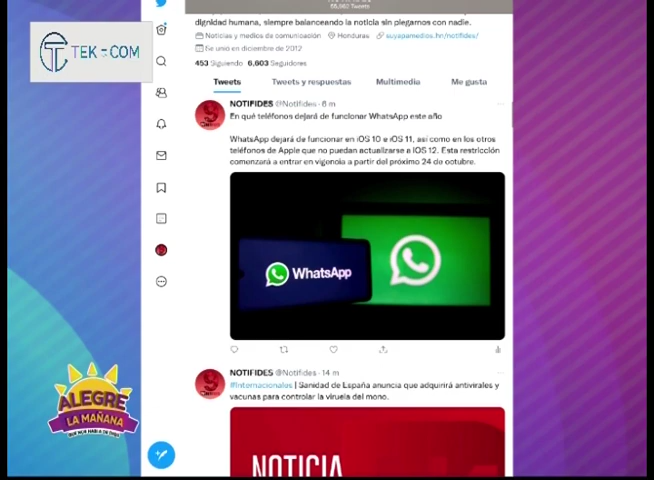 55,662 Tweets
dignidad humana, siempre balanceando la noticia sin plegarnos con nadie.
Noticias y medios de comunicación Honduras suyapamedios.hn/notifides/
Se unió en diciembre de 2012
453 Siguiendo 6,603 Seguidores
TEK-COM
Tweets Tweets y respuestas Multimedia Me gusta
NOTIFIDES @Notifides · 6 m
En qué teléfonos dejará de funcionar WhatsApp este año
WhatsApp dejará de funcionar en iOS 10 e iOS 11, así como en los otros
teléfonos de Apple que no puedan actualizarse a iOS 12. Esta restricción
comenzará a entrar en vigencia a partir del próximo 24 de octubre.
WhatsApp
NOTIFIDES @Notifides · 14 m
#Internacionales | Sanidad de España anuncia que adquirirá antivirales y
vacunas para controlar la viruela del mono.
NOTICIA
ALEGRE
LA MAÑANA